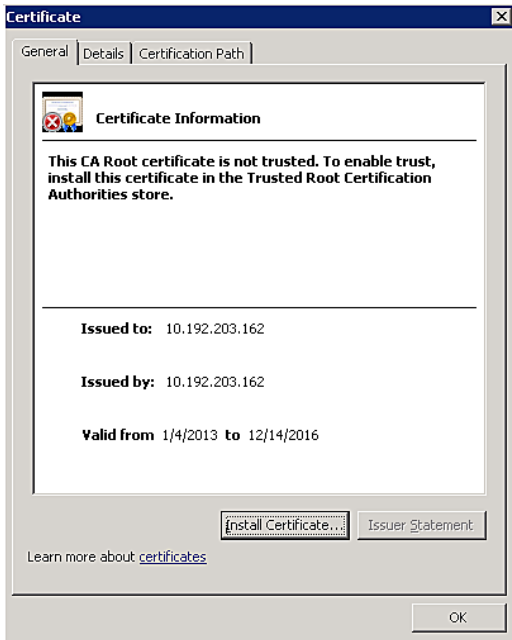 Certificate
General Details Certification Path
Certificate Information
This CA Root certificate is not trusted. To enable trust,
install this certificate in the Trusted Root Certification
Authorities store.
Issued to: 10.192.203.162
Issued by: 10.192.203.162
Valid from 1/4/2013 to 12/14/2016
Install Certificate... Issuer Statement
Learn more about certificates
OK